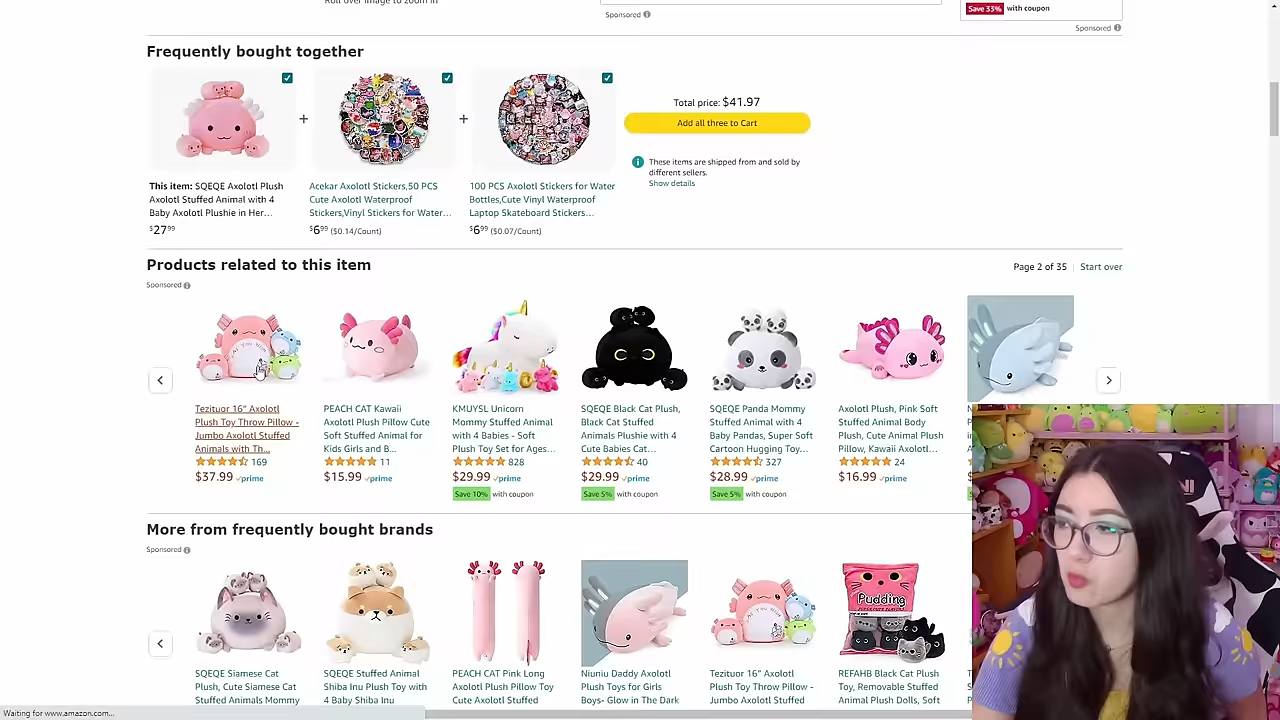 Roll over image to zoom in
Sponsored
Save 33% with coupon
Sponsored
Frequently bought together
Total price: $41.97
Add all three to Cart
These items are shipped from and sold by
different sellers.
Show details
This item: SQEQE Axolotl Plush
Axolotl Stuffed Animal with 4
Baby Axolotl Plushie in Her…
$27.99
Acekar Axolotl Stickers,50 PCS
Cute Axolotl Waterproof
Stickers,Vinyl Stickers for Water…
$6.99 ($0.14/Count)
100 PCS Axolotl Stickers for Water
Bottles,Cute Vinyl Waterproof
Laptop Skateboard Stickers…
$6.99 ($0.07/Count)
Products related to this item
Page 2 of 35 | Start over
Sponsored
Tezituor 16” Axolotl
Plush Toy Throw Pillow -
Jumbo Axolotl Stuffed
Animals with Th…
169
$37.99 prime
PEACH CAT Kawaii
Axolotl Plush Pillow Cute
Soft Stuffed Animal for
Kids Girls and B…
11
$15.99 prime
KMUYSL Unicorn
Mommy Stuffed Animal
with 4 Babies - Soft
Plush Toy Set for Ages…
828
$29.99 prime
Save 10% with coupon
SQEQE Black Cat Plush,
Black Cat Stuffed
Animals Plushie with 4
Cute Babies Cat…
40
$29.99 prime
Save 5% with coupon
SQEQE Panda Mommy
Stuffed Animal with 4
Baby Pandas, Super Soft
Cartoon Hugging Toy…
327
$28.99 prime
Save 5% with coupon
Axolotl Plush, Pink Soft
Stuffed Animal Body
Plush, Cute Animal Plush
Pillow, Kawaii Axolotl…
24
$16.99 prime
More from frequently bought brands
Sponsored
Pudding
SQEQE Siamese Cat
Plush, Cute Siamese Cat
Stuffed Animals Mommy
SQEQE Stuffed Animal
Shiba Inu Plush Toy with
4 Baby Shiba Inu
PEACH CAT Pink Long
Axolotl Plush Pillow Toy
Cute Axolotl Stuffed
Niuniu Daddy Axolotl
Plush Toys for Girls
Boys- Glow in The Dark
Tezituor 16” Axolotl
Plush Toy Throw Pillow -
Jumbo Axolotl Stuffed
REFAHB Black Cat Plush
Toy, Removable Stuffed
Animal Plush Dolls, Soft
Waiting for www.amazon.com...